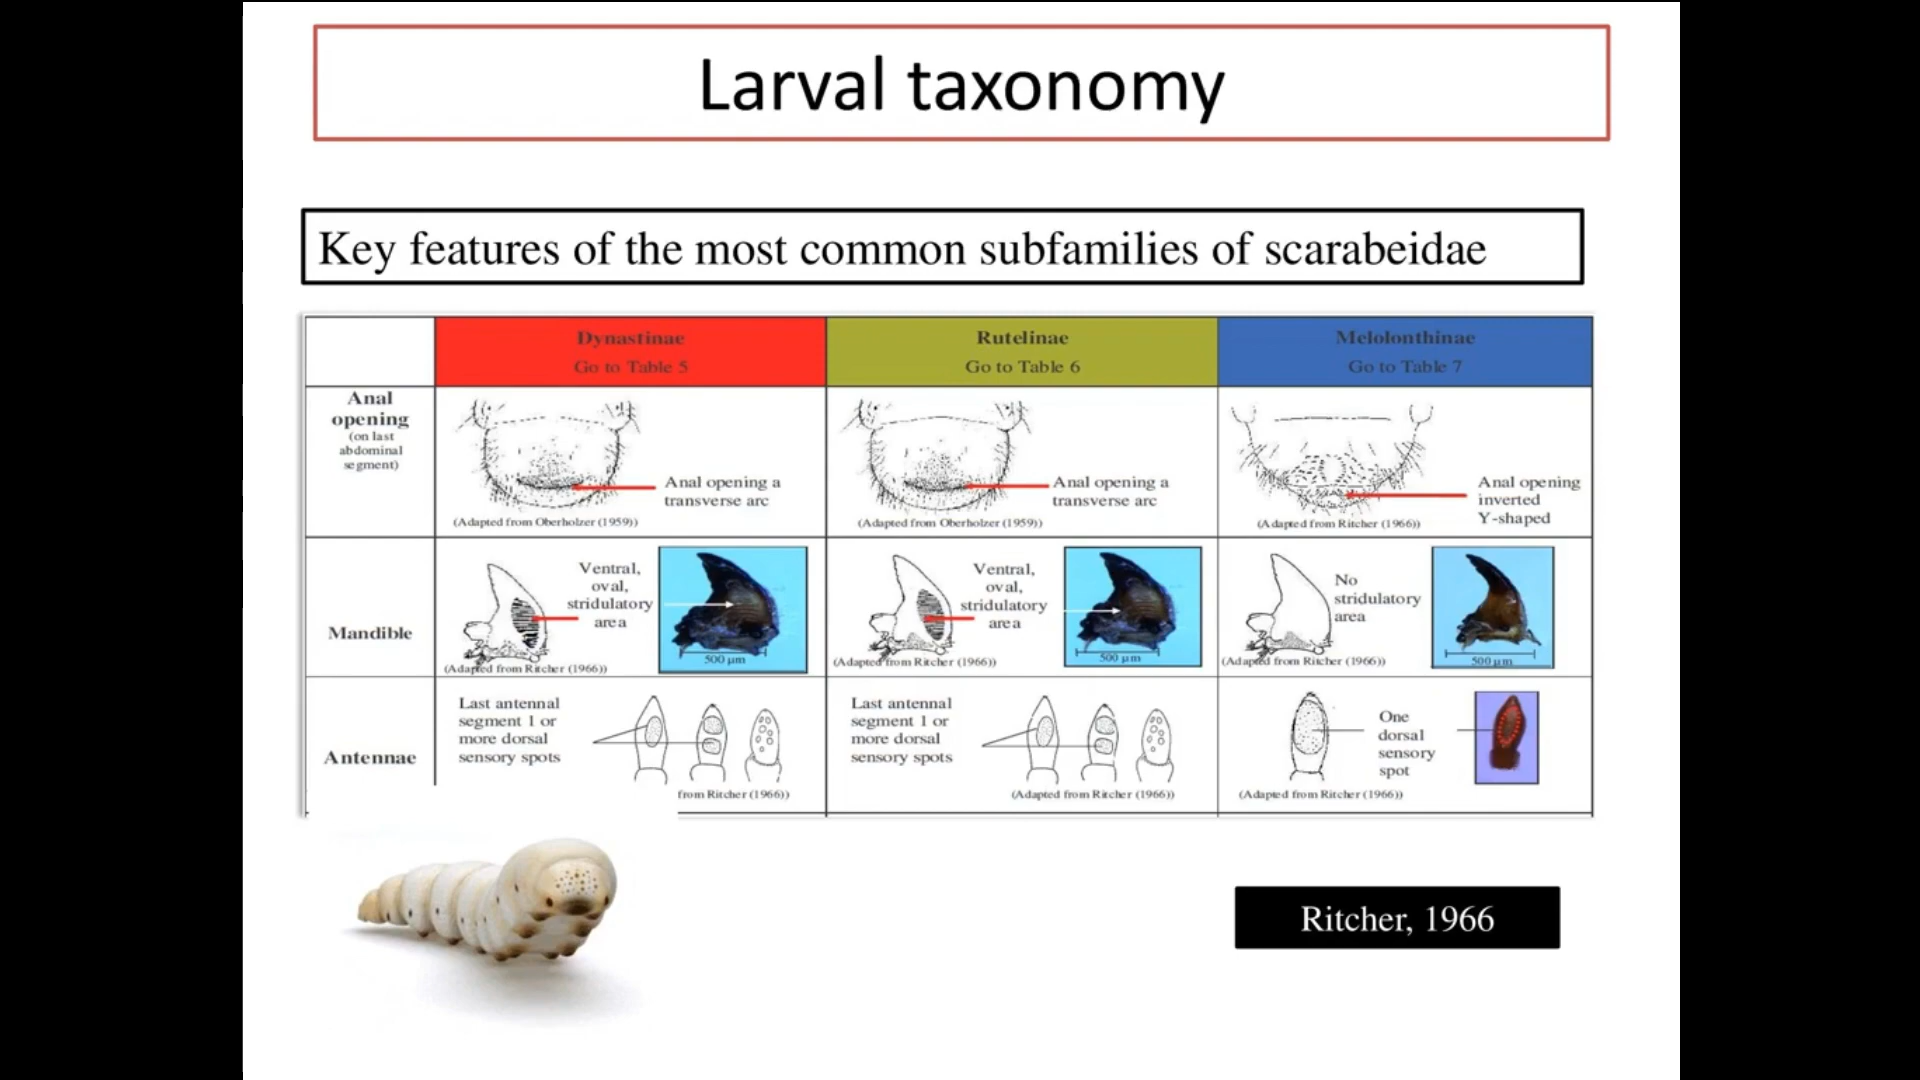 Larval taxonomy
Key features of the most common subfamilies of scarabeidae
Dynastinae
Go to Table 5
Rutelinae
Go to Table 6
Melolonthinae
Go to Table 7
Anal
opening
(on last
abdominal
segment)
Anal opening a
transverse arc
(Adapted from Oberholzer (1959))
Anal opening a
transverse arc
(Adapted from Oberholzer (1959))
Anal opening
inverted
Y-shaped
(Adapted from Ritcher (1966))
Mandible
Ventral,
oval,
stridulatory
area
500 µm
(Adapted from Ritcher (1966))
Ventral,
oval,
stridulatory
area
500 µm
(Adapted from Ritcher (1966))
No
stridulatory
area
500 µm
(Adapted from Ritcher (1966))
Antennae
Last antennal
segment 1 or
more dorsal
sensory spots
from Ritcher (1966))
Last antennal
segment 1 or
more dorsal
sensory spots
(Adapted from Ritcher (1966))
One
dorsal
sensory
spot
(Adapted from Ritcher (1966))
Ritcher, 1966